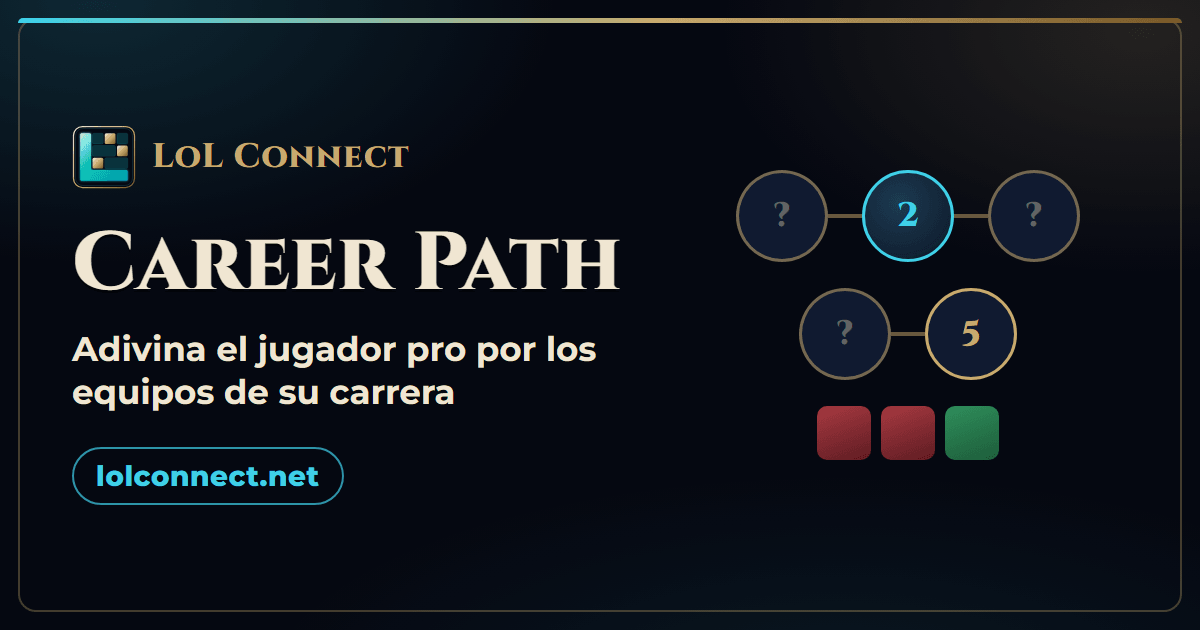 LoL Connect
Career Path
Adivina el jugador pro por los
equipos de su carrera
lolconnect.net
? 2 ?
? 5